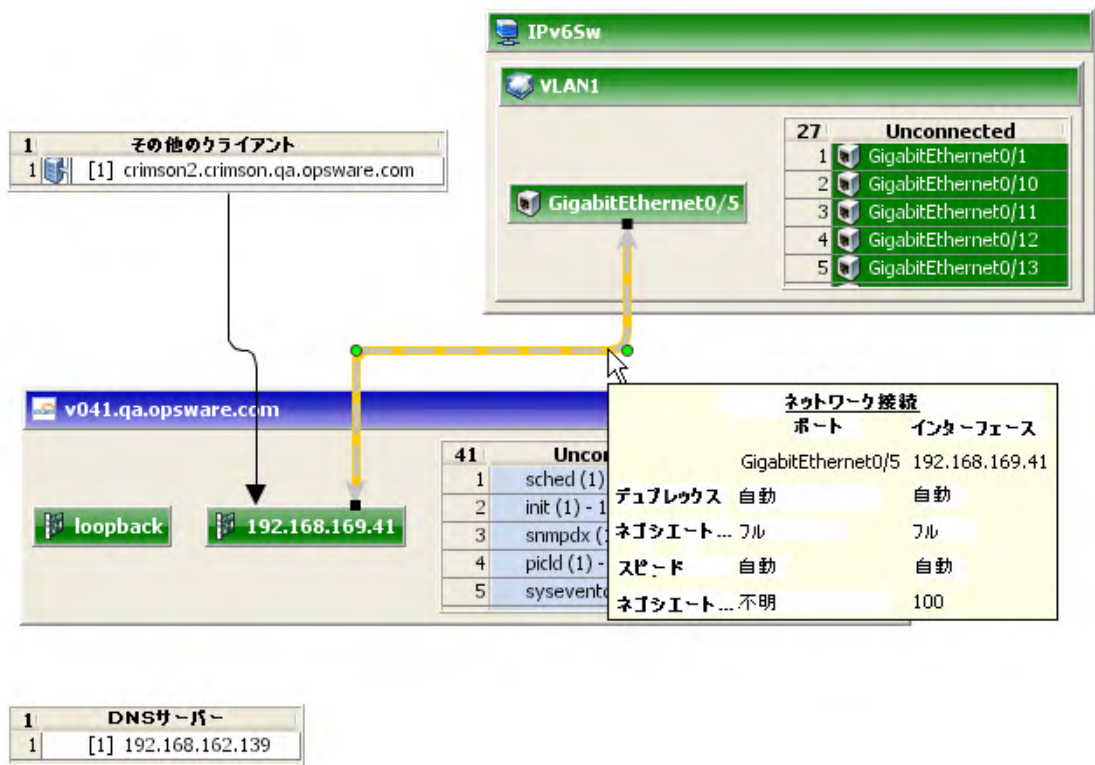 IPv6Sw
VLAN1
27 Unconnected
1 GigabitEthernet0/1
2 GigabitEthernet0/10
3 GigabitEthernet0/11
4 GigabitEthernet0/12
5 GigabitEthernet0/13
GigabitEthernet0/5
1 その他のクライアント
1 [1] crimson2.crimson.qa.opsware.com
v041.qa.opsware.com
loopback
192.168.169.41
41 Uncon
1 sched (1)
2 init (1) - 1
3 snmpdx (1
4 picld (1) -
5 sysevent
ネットワーク接続
ポート インターフェース
GigabitEthernet0/5 192.168.169.41
デュプレックス 自動 自動
ネゴシエート... フル フル
スピード 自動 自動
ネゴシエート... 不明 100
1 DNSサーバー
1 [1] 192.168.162.139